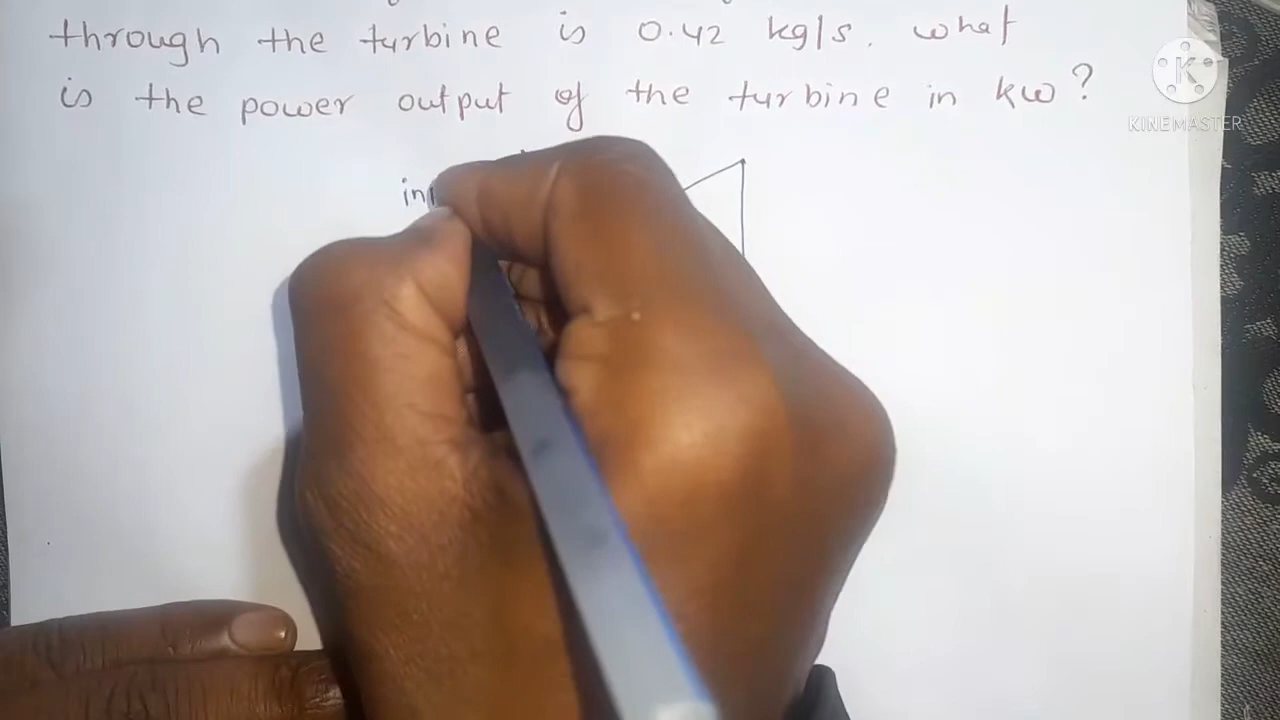 through the turbine is 0.42 kg/s. what
is the power output of the turbine in kw?
K
KINEMASTER